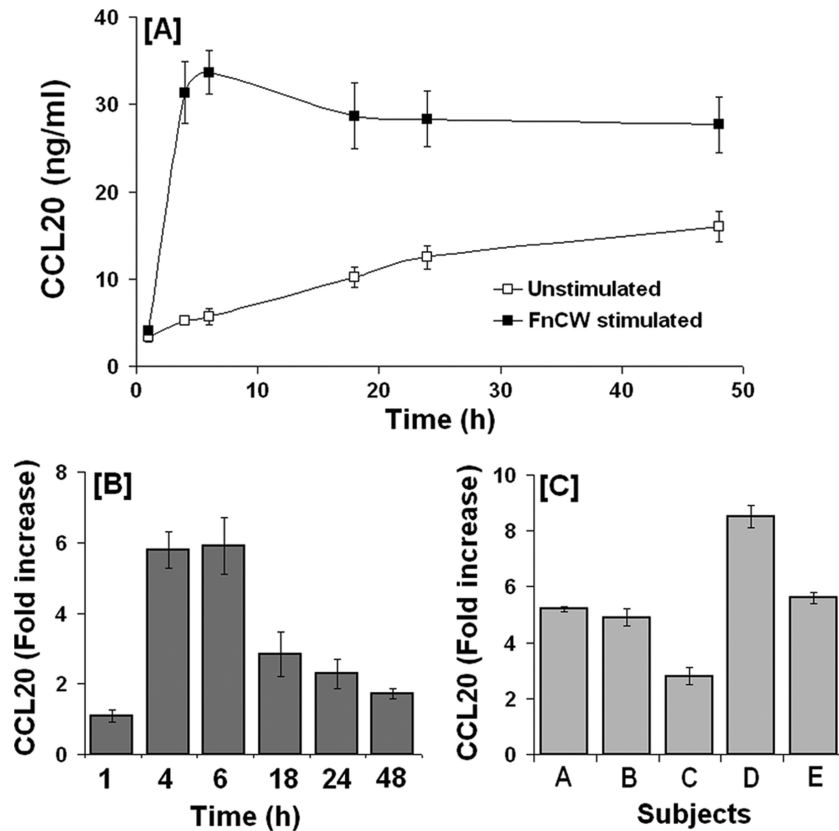 [A]
CCL20 (ng/ml)
40
30
20
10
0
0 10 20 30 40 50
Time (h)
Unstimulated
FnCW stimulated
[B]
CCL20 (Fold increase)
8
6
4
2
0
1 4 6 18 24 48
Time (h)
[C]
CCL20 (Fold increase)
10
8
6
4
2
0
A B C D E
Subjects